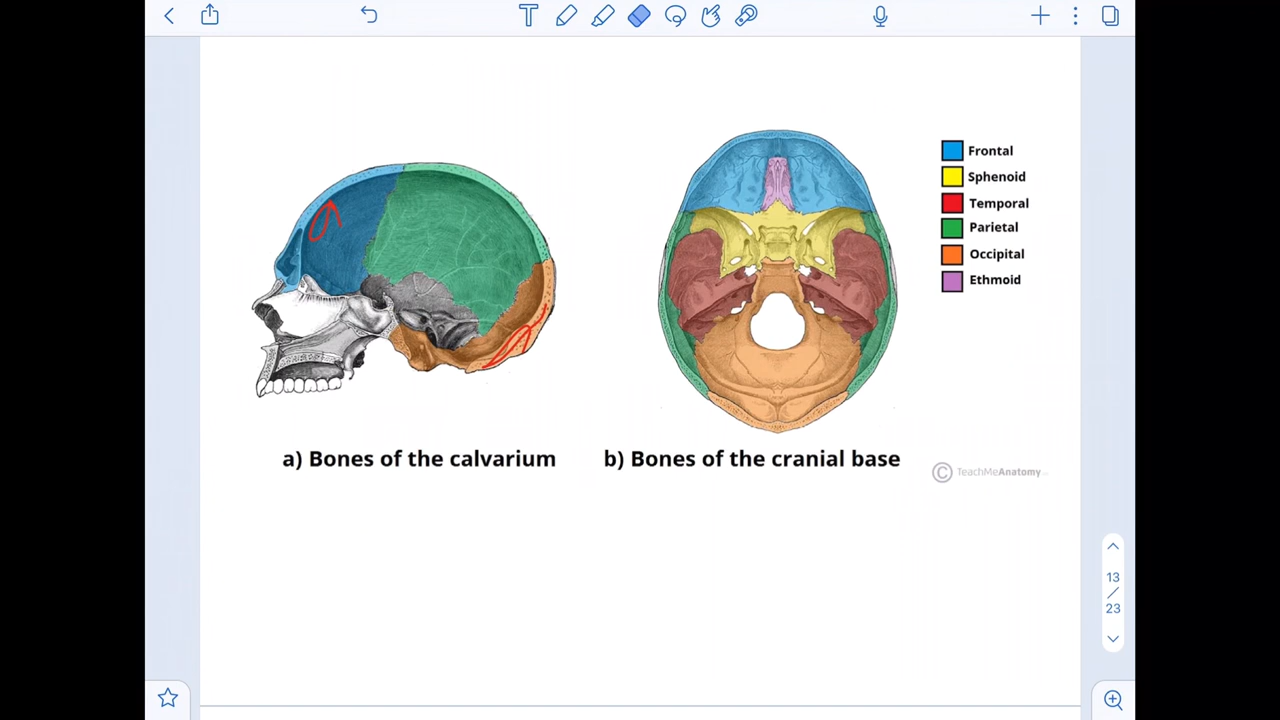 Frontal
Sphenoid
Temporal
Parietal
Occipital
Ethmoid
a) Bones of the calvarium
b) Bones of the cranial base
© TeachMeAnatomy
13
/
23